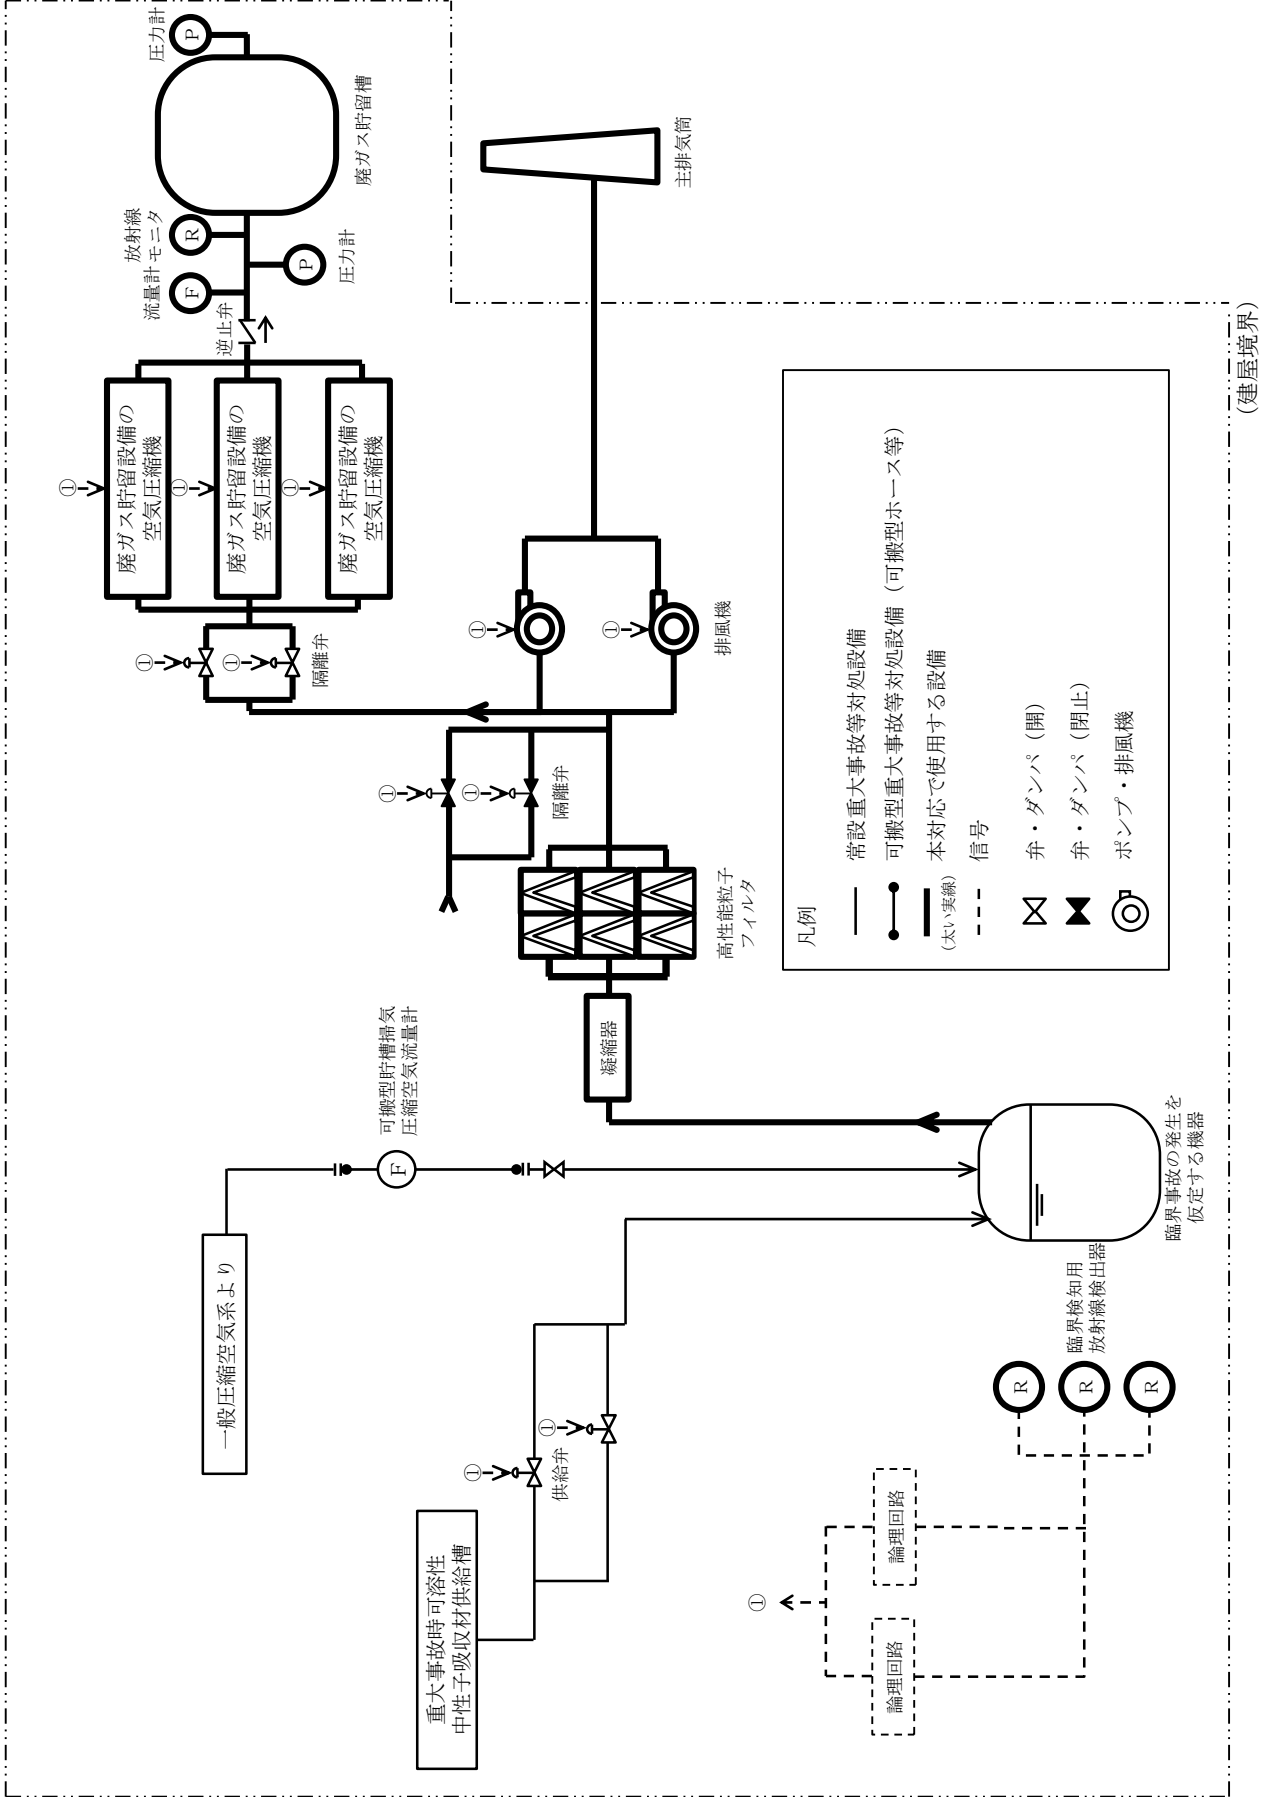 一般圧縮空気系より
可搬型貯槽掃気
圧縮空気流量計
F
重大事故時可溶性
中性子吸収材供給槽
①
①
供給弁
①
論理回路
論理回路
R
R
R
臨界検知用
放射線検出器
臨界事故の発生を
仮定する機器
凝縮器
高性能粒子
フィルタ
①
①
隔離弁
①
①
隔離弁
①
①
排風機
主排気筒
①
廃ガス貯留設備の
空気圧縮機
①
廃ガス貯留設備の
空気圧縮機
①
廃ガス貯留設備の
空気圧縮機
逆止弁
流量計
F
放射線
モニタ
R
P
圧力計
圧力計
P
廃ガス貯留槽
凡例
常設重大事故等対処設備
可搬型重大事故等対処設備（可搬型ホース等）
本対応で使用する設備
(太い実線)
信号
弁・ダンパ（開）
弁・ダンパ（閉止）
ポンプ・排風機
(建屋境界)